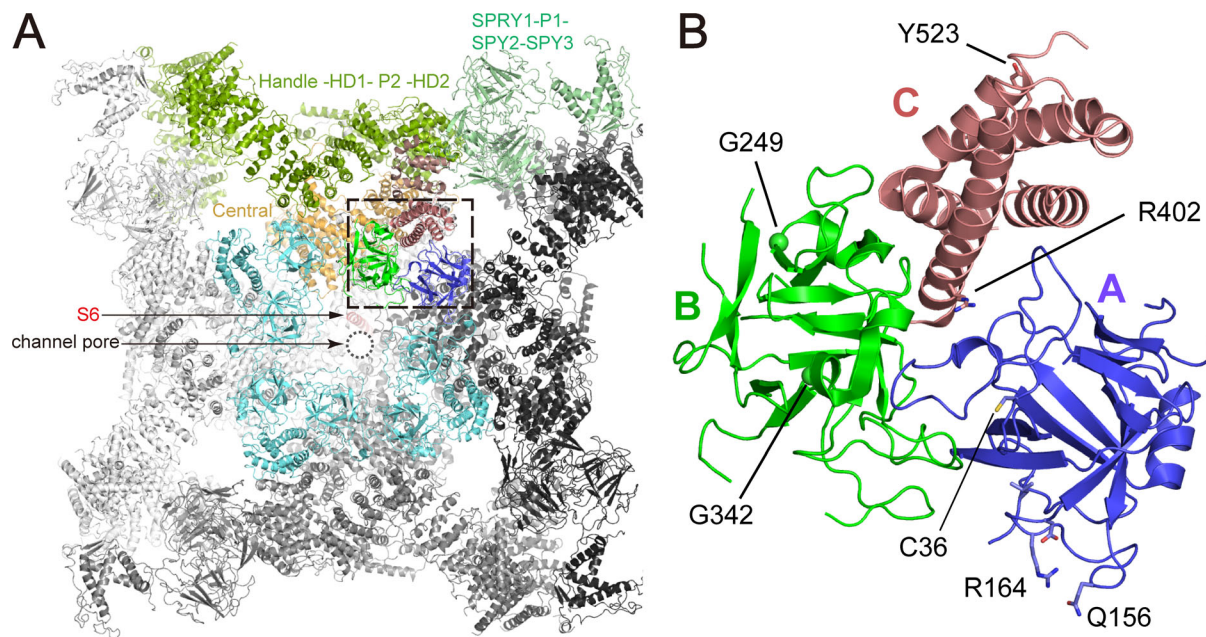 A
SPRY1-P1-
SPY2-SPY3
Handle -HD1- P2 -HD2
Central
S6
channel pore
B
Y523
C
G249
R402
B
A
G342
C36
R164
Q156